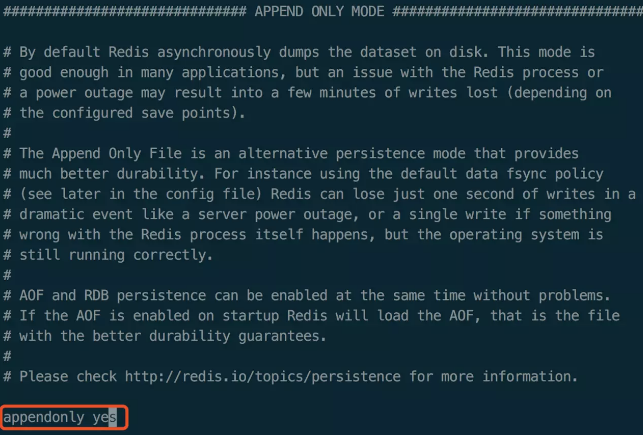 ############################## APPEND ONLY MODE ###############################
# By default Redis asynchronously dumps the dataset on disk. This mode is
# good enough in many applications, but an issue with the Redis process or
# a power outage may result into a few minutes of writes lost (depending on
# the configured save points).
#
# The Append Only File is an alternative persistence mode that provides
# much better durability. For instance using the default data fsync policy
# (see later in the config file) Redis can lose just one second of writes in a
# dramatic event like a server power outage, or a single write if something
# wrong with the Redis process itself happens, but the operating system is
# still running correctly.
#
# AOF and RDB persistence can be enabled at the same time without problems.
# If the AOF is enabled on startup Redis will load the AOF, that is the file
# with the better durability guarantees.
#
# Please check http://redis.io/topics/persistence for more information.
appendonly yes